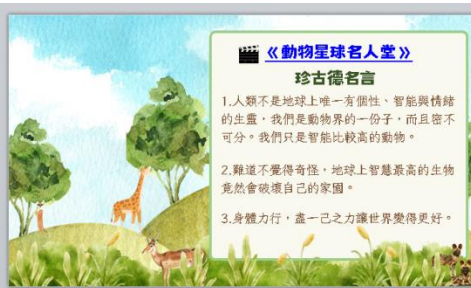 《動物星球名人堂》
珍古德名言
1.人類不是地球上唯一有個性、智能與情緒
的生靈，我們是動物界的一份子，而且密不
可分。我們只是智能比較高的動物。
2.難道不覺得奇怪，地球上智慧最高的生物
竟然會破壞自己的家園。
3.身體力行，盡一己之力讓世界變得更好。